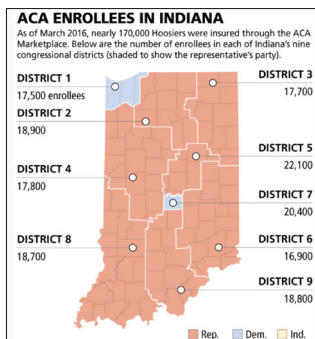 ACA ENROLLEES IN INDIANA
As of March 2016, nearly 170,000 Hoosiers were insured through the ACA
Marketplace. Below are the number of enrollees in each of Indiana's nine
congressional districts (shaded to show the representative's party).
DISTRICT 1
17,500 enrollees
DISTRICT 2
18,900
DISTRICT 4
17,800
DISTRICT 8
18,700
DISTRICT 3
17,700
DISTRICT 5
22,100
DISTRICT 7
20,400
DISTRICT 6
16,900
DISTRICT 9
18,800
Rep. Dem. Ind.